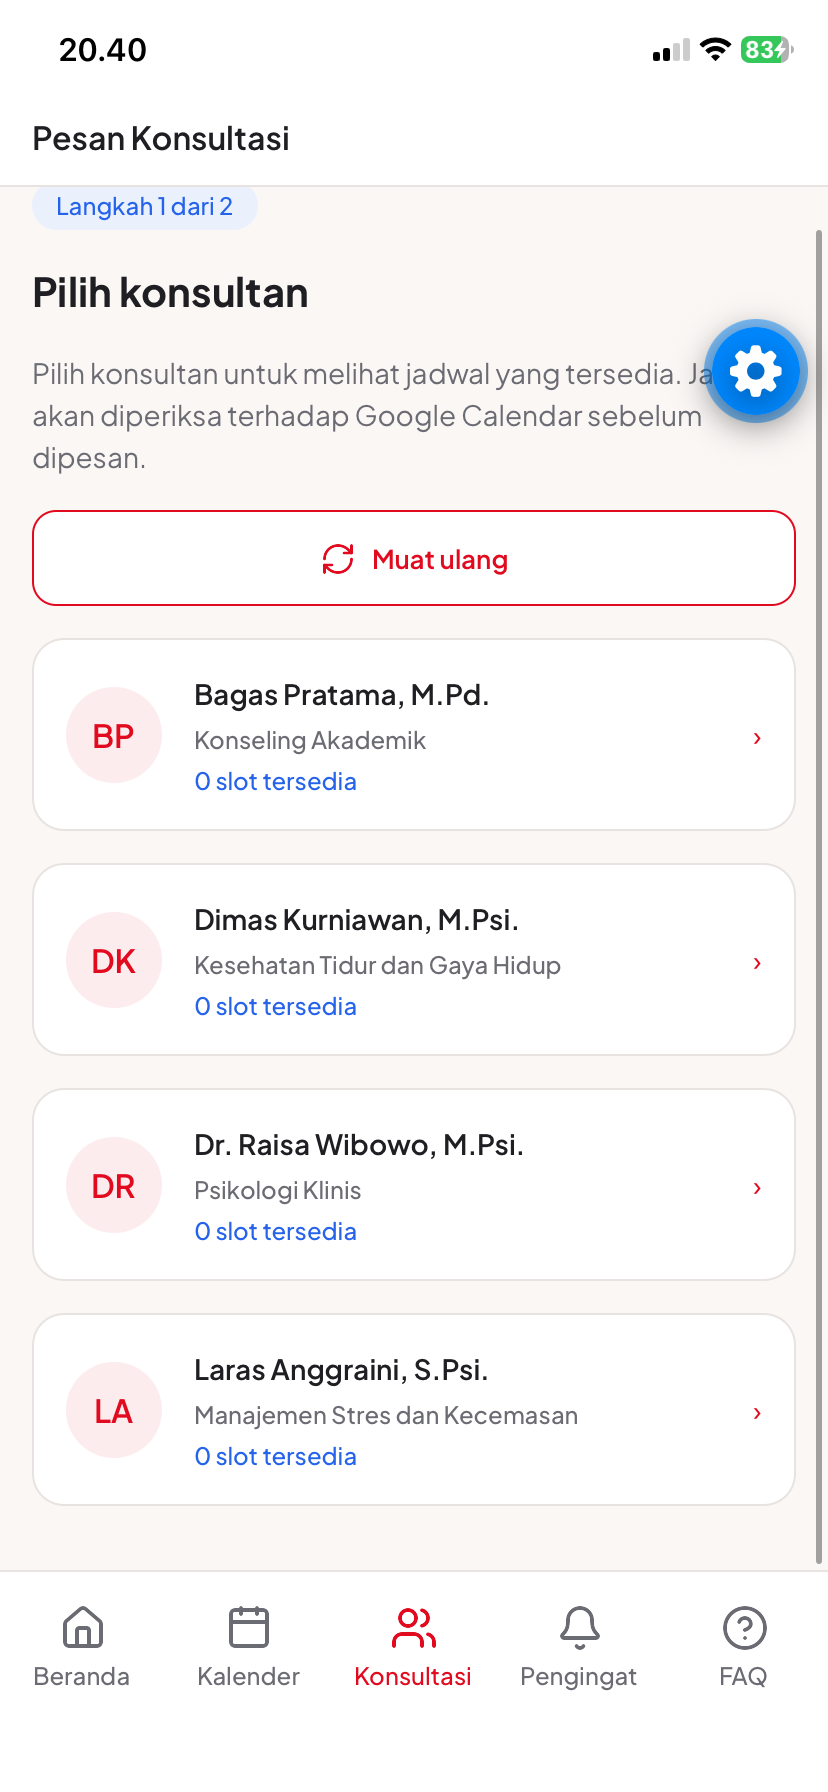 20.40
83
Pesan Konsultasi
Langkah 1 dari 2
Pilih konsultan
Pilih konsultan untuk melihat jadwal yang tersedia.
akan diperiksa terhadap Google Calendar sebelum
dipesan.
Muat ulang
BP
Bagas Pratama, M.Pd.
Konseling Akademik
0 slot tersedia
›
DK
Dimas Kurniawan, M.Psi.
Kesehatan Tidur dan Gaya Hidup
0 slot tersedia
›
DR
Dr. Raisa Wibowo, M.Psi.
Psikologi Klinis
0 slot tersedia
›
LA
Laras Anggraini, S.Psi.
Manajemen Stres dan Kecemasan
0 slot tersedia
›
Beranda
Kalender
Konsultasi
Pengingat
FAQ